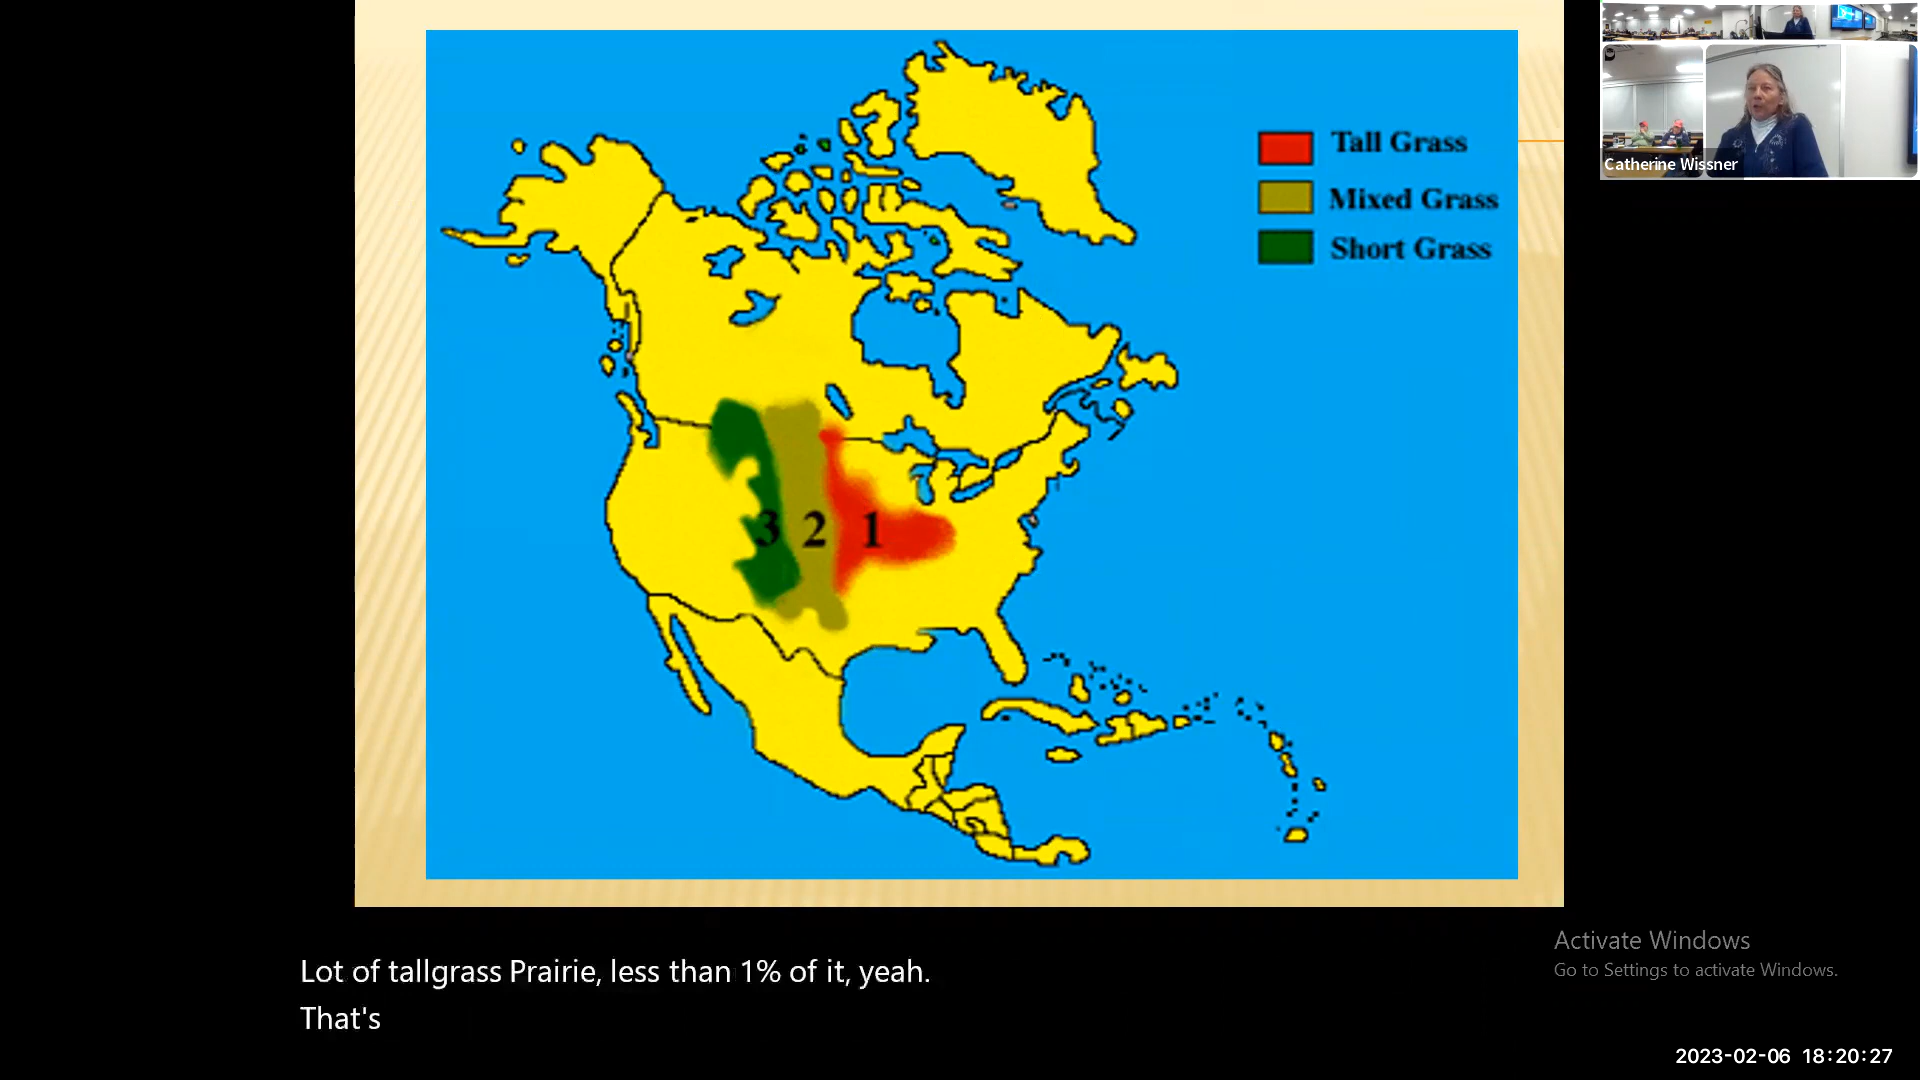 Tall Grass
Mixed Grass
Short Grass
3 2 1
Catherine Wissner
Lot of tallgrass Prairie, less than 1% of it, yeah.
That's
Activate Windows
Go to Settings to activate Windows.
2023-02-06 18:20:27